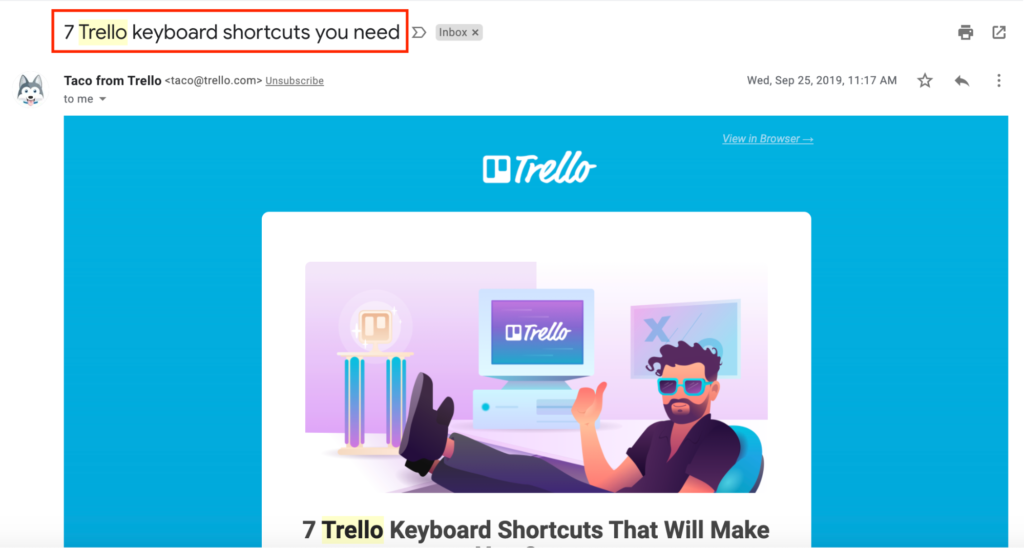 7 Trello keyboard shortcuts you need
Inbox ×
Taco from Trello <taco@trello.com> Unsubscribe
Wed, Sep 25, 2019, 11:17 AM
to me
View in Browser →
Trello
Trello
7 Trello Keyboard Shortcuts That Will Make